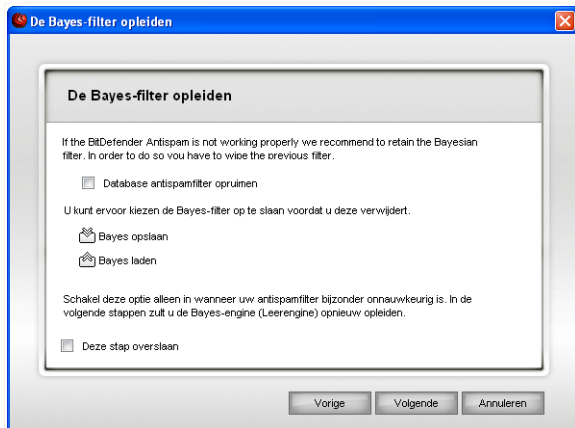 De Bayes-filter opleiden
De Bayes-filter opleiden
If the BitDefender Antispam is not working properly we recommend to retain the Bayesian
filter. In order to do so you have to wipe the previous filter.
Database antispamfilter opruimen
U kunt ervoor kiezen de Bayes-filter op te slaan voordat u deze verwijdert.
Bayes opslaan
Bayes laden
Schakel deze optie alleen in wanneer uw antispamfilter bijzonder onnauwkeurig is. In de
volgende stappen zult u de Bayes-engine (Leerengine) opnieuw opleiden.
Deze stap overslaan
Vorige
Volgende
Annuleren